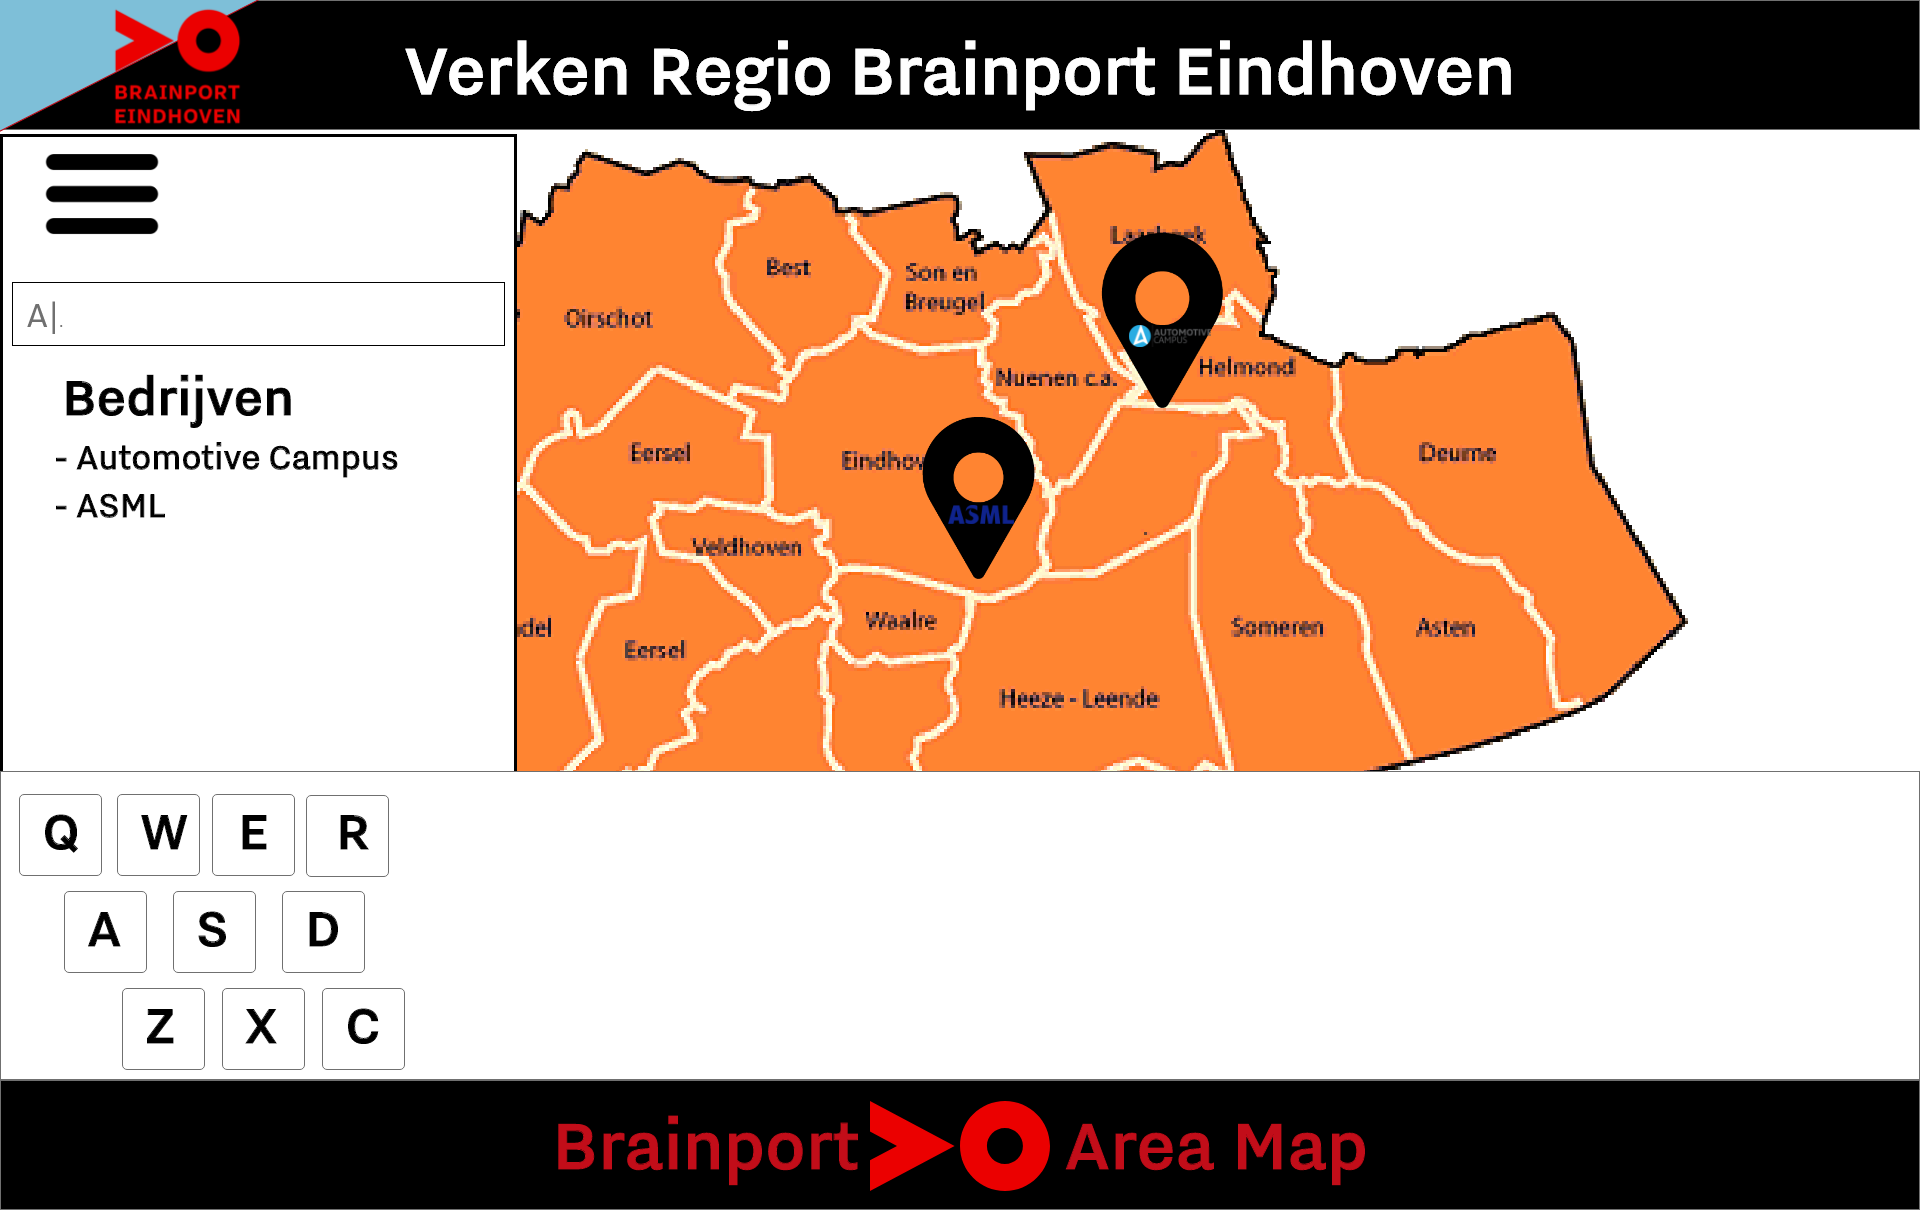 BRAINPORT
EINDHOVEN
Verken Regio Brainport Eindhoven
A|.
Bedrijven
- Automotive Campus
- ASML
Oirschot
Best
Son en
Breugel
Laarbeek
Nuenen c.a.
AUTOMOTIVE
CAMPUS
Helmond
Deurne
Eersel
Eindhov
ASML
Veldhoven
Waalre
del
Eersel
Heeze - Leende
Someren
Asten
Q W E R
A S D
Z X C
Brainport
Area Map